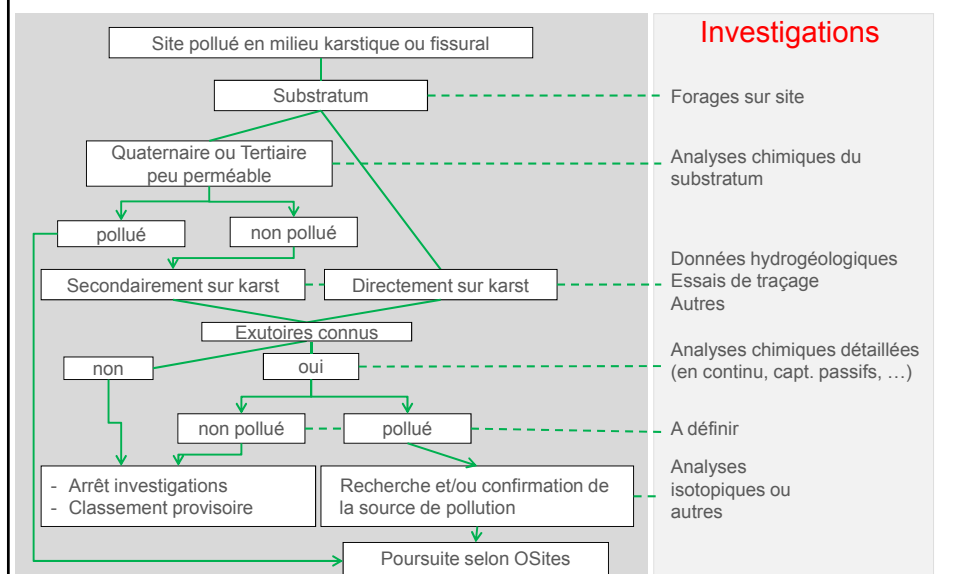 Investigations
Site pollué en milieu karstique ou fissural
Substratum
Forages sur site
Quaternaire ou Tertiaire
peu perméable
Analyses chimiques du
substratum
pollué
non pollué
Secondairement sur karst
Directement sur karst
Données hydrogéologiques
Essais de traçage
Autres
Exutoires connus
non
oui
Analyses chimiques détaillées
(en continu, capt. passifs, …)
non pollué
pollué
A définir
- Arrêt investigations
- Classement provisoire
Recherche et/ou confirmation de
la source de pollution
Analyses
isotopiques ou
autres
Poursuite selon OSites